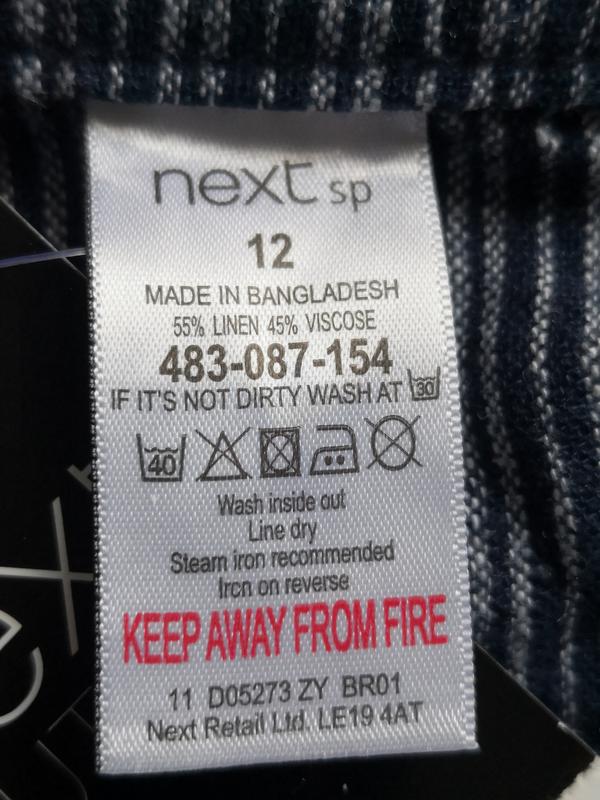 next sp
12
MADE IN BANGLADESH
55% LINEN 45% VISCOSE
483-087-154
IF IT'S NOT DIRTY WASH AT 30
40
Wash inside out
Line dry
Steam iron recommended
Iron on reverse
KEEP AWAY FROM FIRE
11 D05273 ZY BR01
Next Retail Ltd. LE19 4AT